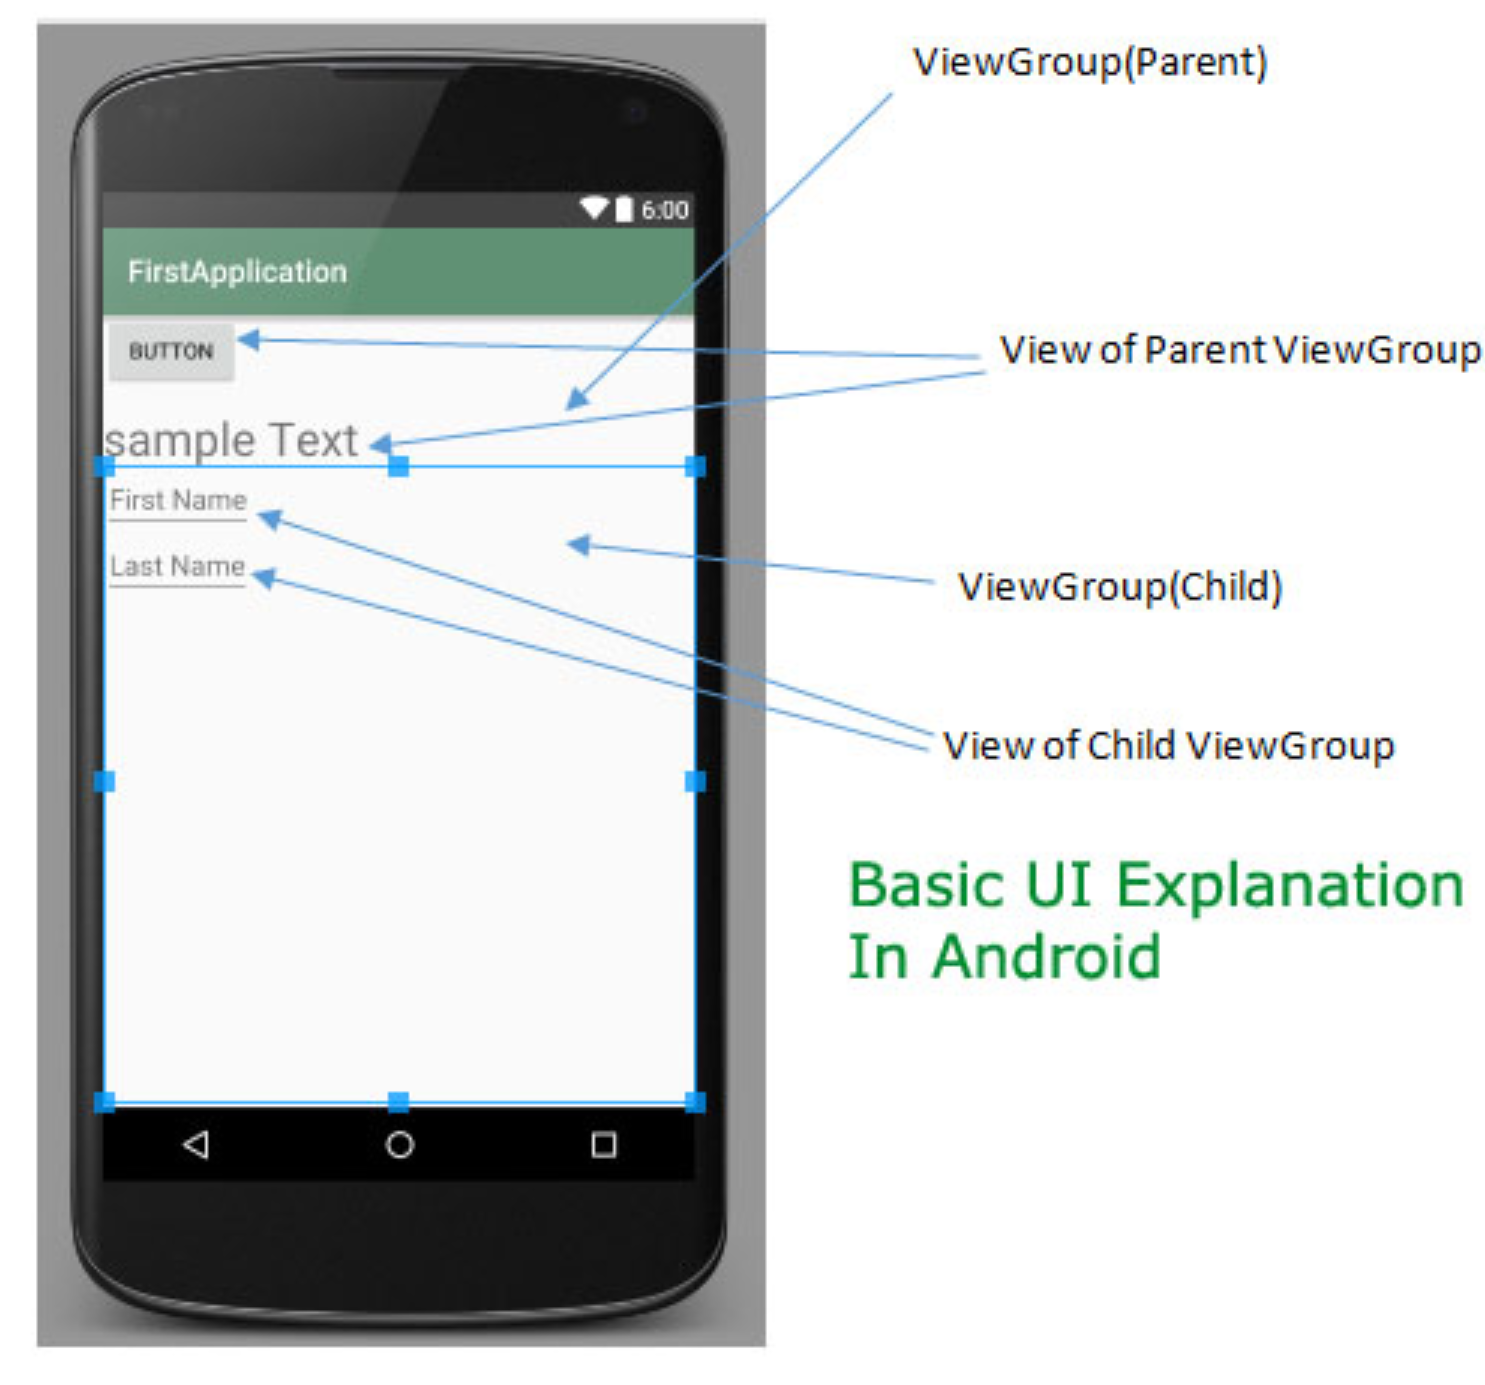 ViewGroup(Parent)
6:00
FirstApplication
BUTTON
View of Parent ViewGroup
sample Text
First Name
Last Name
ViewGroup(Child)
View of Child ViewGroup
Basic UI Explanation
In Android